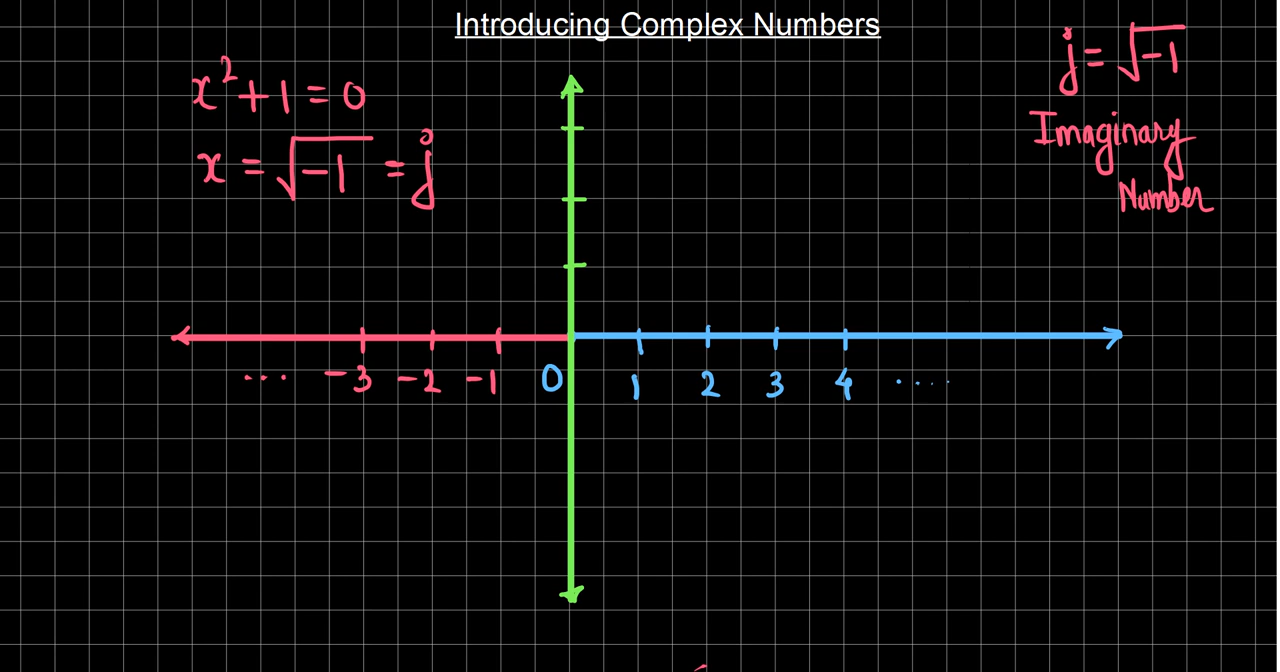 Introducing Complex Numbers
x² + 1 = 0
x = √-1 = j
j = √-1
Imaginary
Number
... -3 -2 -1 0 1 2 3 4 ....